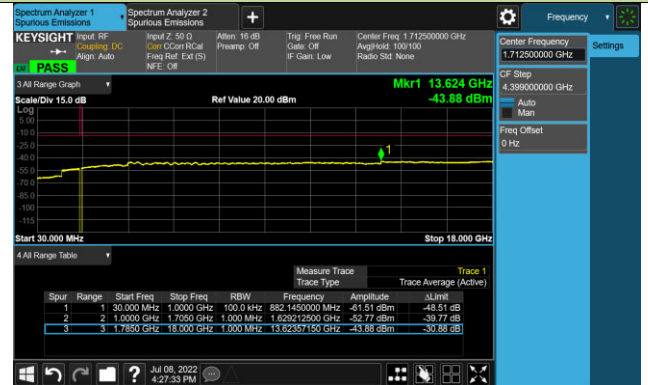 Spectrum Analyzer 1
Spurious Emissions
Spectrum Analyzer 2
Spurious Emissions
Frequency
KEYSIGHT
Input: RF
Coupling: DC
Align: Auto
Input Z: 50 Ω
Corr CCorr RCal
Freq Ref: Ext (S)
NFE: Off
Atten: 16 dB
Preamp: Off
Trig: Free Run
Gate: Off
IF Gain: Low
Center Freq: 1.712500000 GHz
Avg|Hold: 100/100
Radio Std: None
LXI PASS
Center Frequency
1.712500000 GHz
Settings
CF Step
4.399000000 GHz
Auto
Man
Freq Offset
0 Hz
3 All Range Graph
Mkr1 13.624 GHz
-43.88 dBm
Scale/Div 15.0 dB
Ref Value 20.00 dBm
Log
5.00
-10.0
-25.0
-40.0
-55.0
-70.0
-85.0
-100
-115
1
Start 30.000 MHz
Stop 18.000 GHz
4 All Range Table
Measure Trace Trace 1
Trace Type Trace Average (Active)
Spur Range Start Freq Stop Freq RBW Frequency Amplitude ΔLimit
1 1 30.000 MHz 1.0000 GHz 100.0 kHz 882.1450000 MHz -61.51 dBm -48.51 dB
2 2 1.0000 GHz 1.7050 GHz 1.000 MHz 1.629212500 GHz -52.77 dBm -39.77 dB
3 3 1.7850 GHz 18.000 GHz 1.000 MHz 13.62357150 GHz -43.88 dBm -30.88 dB
Jul 08, 2022
4:27:33 PM